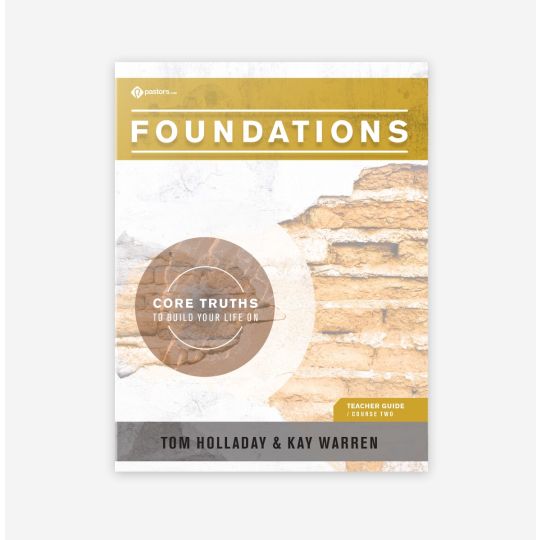 pastors.com
FOUNDATIONS
CORE TRUTHS
TO BUILD YOUR LIFE ON
TEACHER GUIDE
/ COURSE TWO
TOM HOLLADAY & KAY WARREN